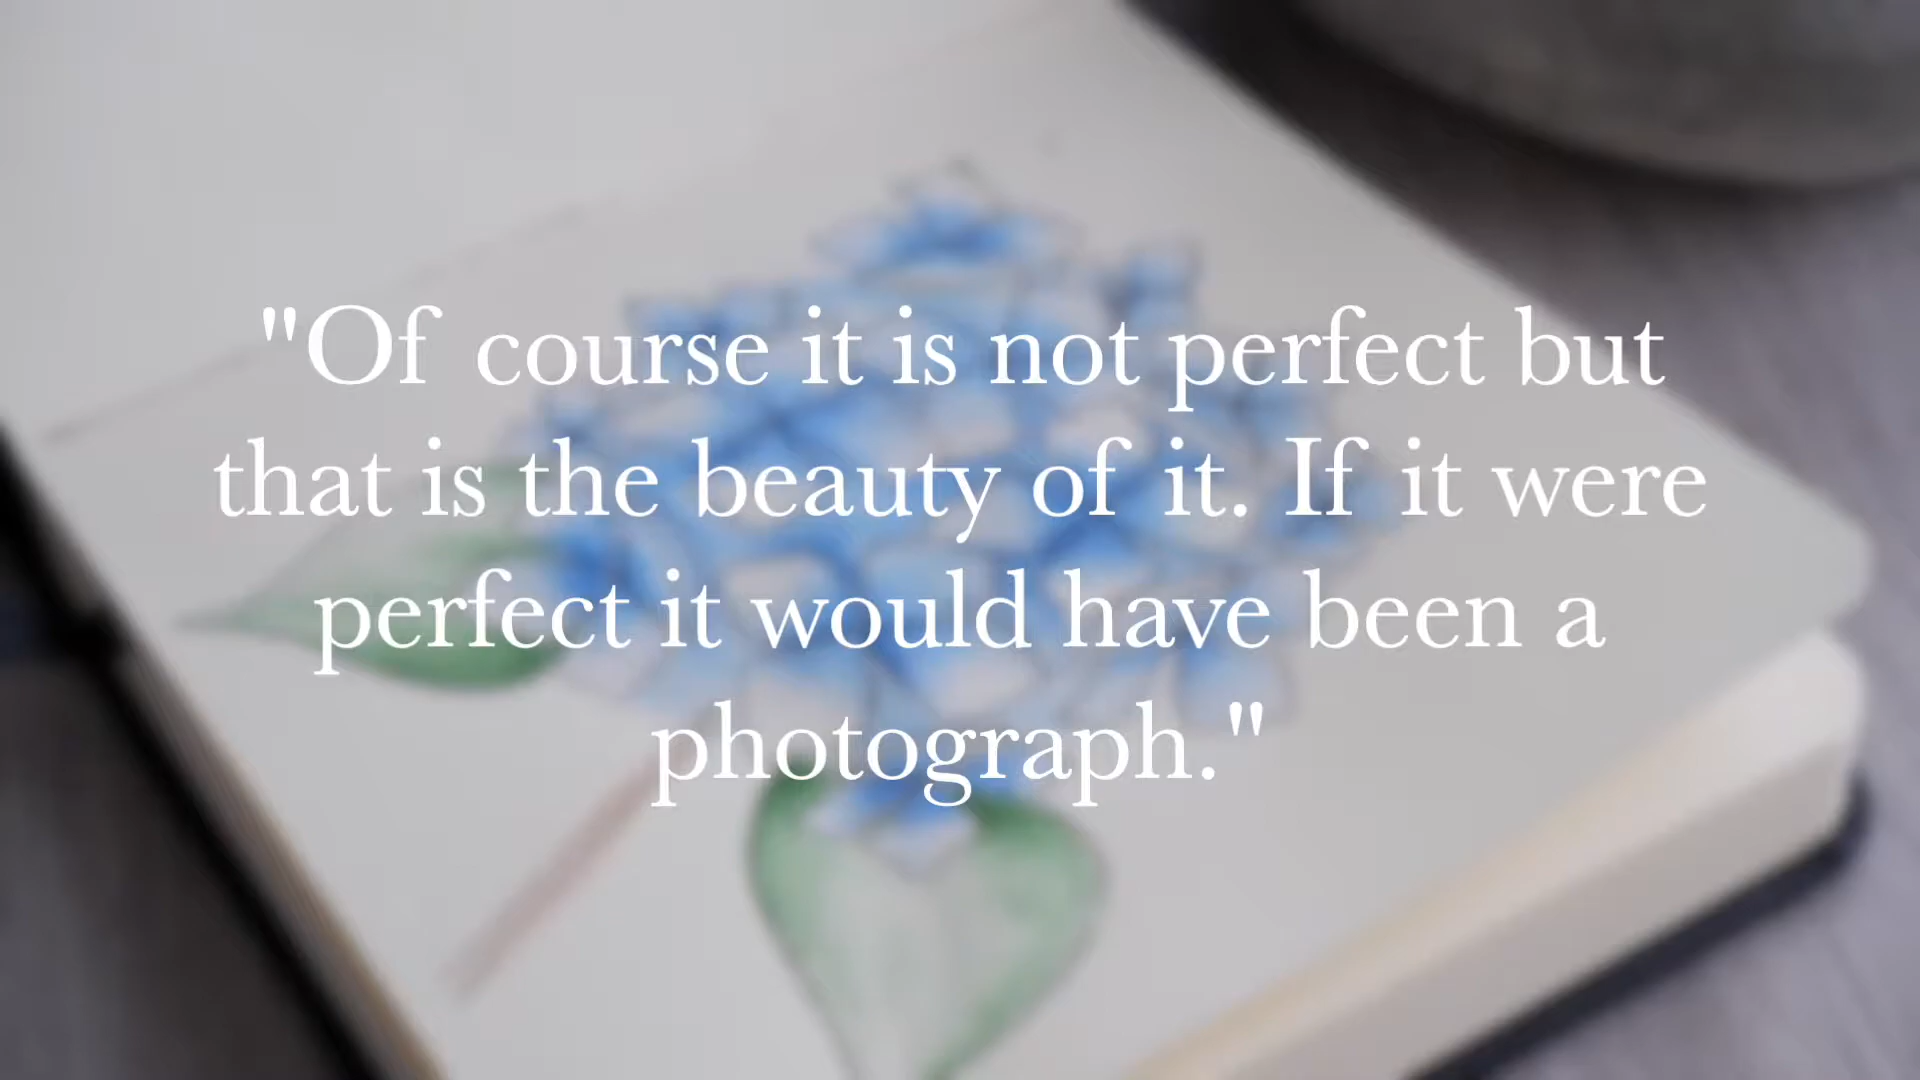 "Of course it is not perfect but
that is the beauty of it. If it were
perfect it would have been a
photograph."